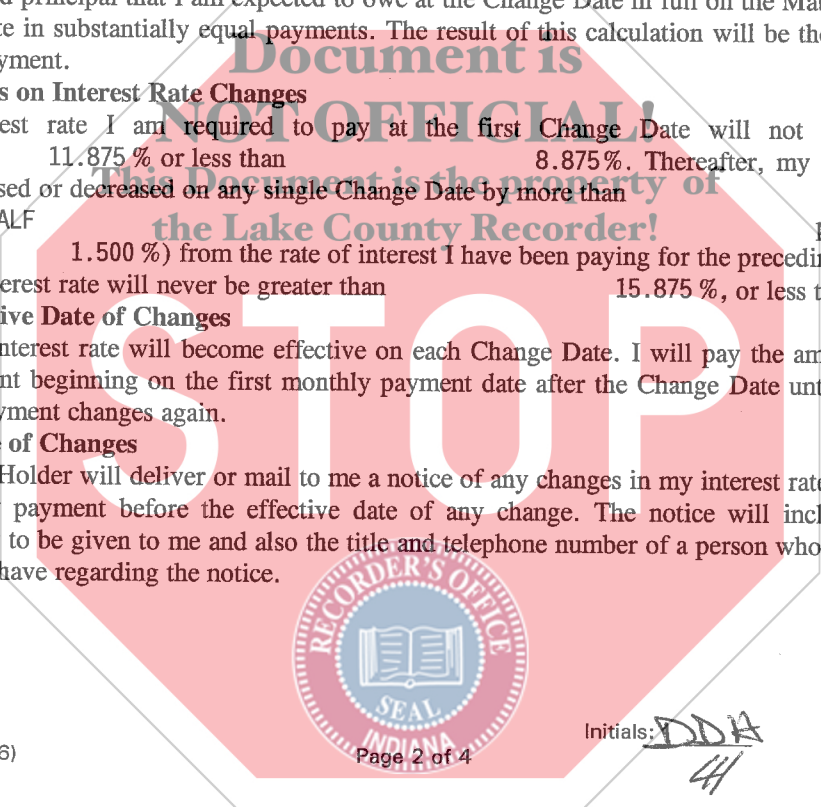 d principal that I am expected to owe at the Change Date in full on the Ma
te in substantially equal payments. The result of this calculation will be th
yment.
Document is
s on Interest Rate Changes
NOT OFFICIAL!
est rate I am required to pay at the first Change Date will not
11.875 % or less than 8.875%. Thereafter, my
This Document is the property of
sed or decreased on any single Change Date by more than
ALF
the Lake County Recorder!
1.500 %) from the rate of interest I have been paying for the precedin
erest rate will never be greater than 15.875 %, or less t
ive Date of Changes
nterest rate will become effective on each Change Date. I will pay the am
nt beginning on the first monthly payment date after the Change Date unt
yment changes again.
STOP
of Changes
Holder will deliver or mail to me a notice of any changes in my interest rate
payment before the effective date of any change. The notice will incl
to be given to me and also the title and telephone number of a person who
have regarding the notice.
RECORDER'S OFFICE
SEAL
INDIANA
Initials: DDH
6)
Page 2 of 4